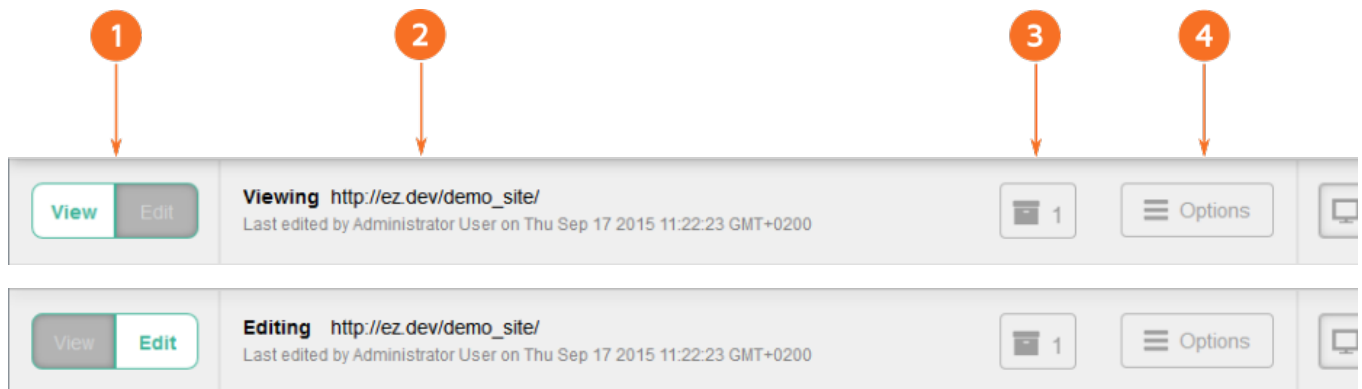 1 2 3 4
View Edit Viewing http://ez.dev/demo_site/ 1 Options
Last edited by Administrator User on Thu Sep 17 2015 11:22:23 GMT+0200
View Edit Editing http://ez.dev/demo_site/ 1 Options
Last edited by Administrator User on Thu Sep 17 2015 11:22:23 GMT+0200